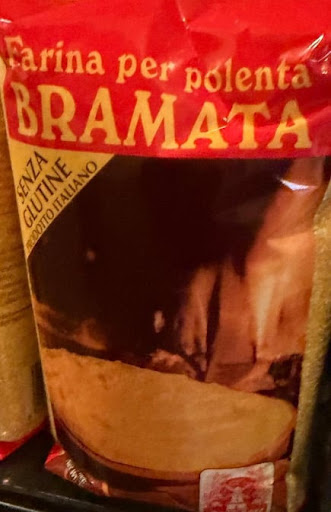 Farina per polenta
BRAMATA
SENZA
GLUTINE
PRODOTTO ITALIANO